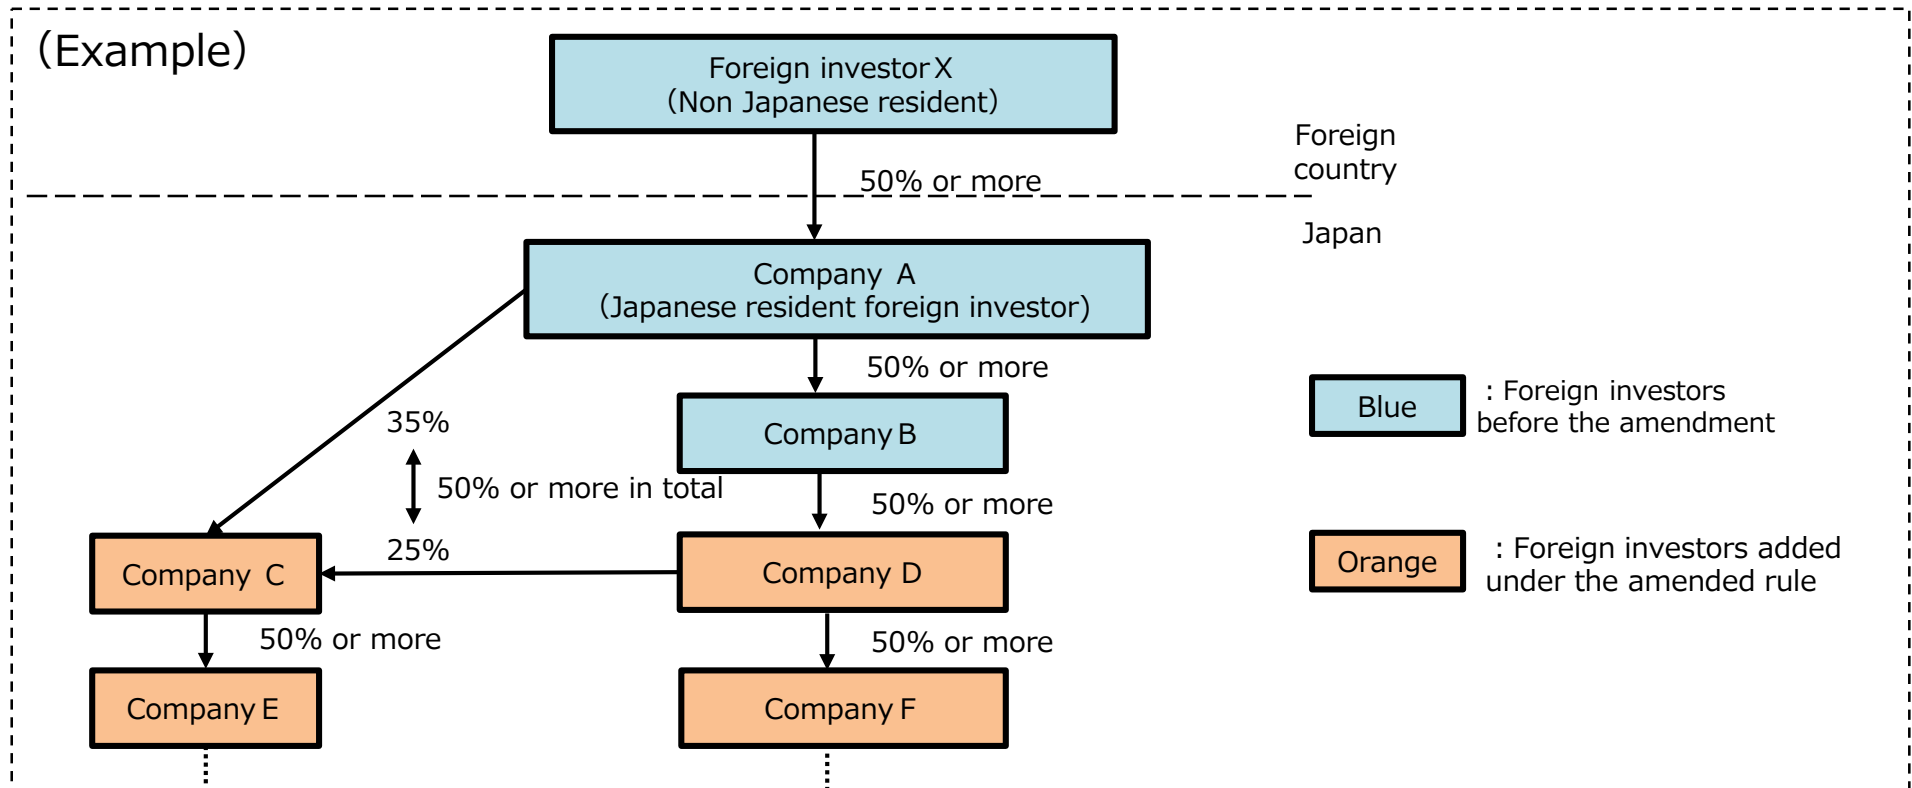 （Example）
Foreign investor X
（Non Japanese resident）
Foreign
country
50% or more
Japan
Company A
（Japanese resident foreign investor)
50% or more
Blue
: Foreign investors
before the amendment
35%
Company B
50% or more in total
50% or more
25%
Company C
Company D
Orange
: Foreign investors added
under the amended rule
50% or more
50% or more
Company E
Company F